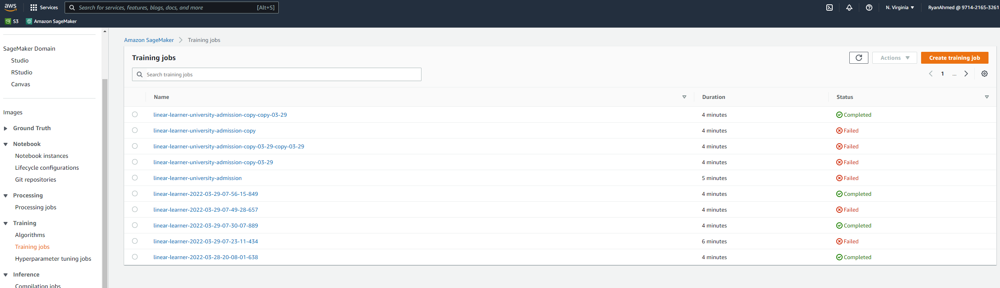 aws
Services
Search for services, features, blogs, docs, and more
[Alt+S]
N. Virginia
RyanAhmed @ 9714-2165-3261
S3
Amazon SageMaker
SageMaker Domain
Studio
RStudio
Canvas
Images
Ground Truth
Notebook
Notebook instances
Lifecycle configurations
Git repositories
Processing
Processing jobs
Training
Algorithms
Training jobs
Hyperparameter tuning jobs
Inference
Compilation jobs
Amazon SageMaker > Training jobs
Training jobs
Actions
Create training job
Search training jobs
1 ...
Name Duration Status
linear-learner-university-admission-copy-copy-03-29 4 minutes Completed
linear-learner-university-admission-copy 4 minutes Failed
linear-learner-university-admission-copy-03-29-copy-03-29 4 minutes Failed
linear-learner-university-admission-copy-03-29 4 minutes Failed
linear-learner-university-admission 5 minutes Failed
linear-learner-2022-03-29-07-56-15-849 4 minutes Completed
linear-learner-2022-03-29-07-49-28-657 4 minutes Failed
linear-learner-2022-03-29-07-30-07-889 4 minutes Completed
linear-learner-2022-03-29-07-23-11-434 6 minutes Failed
linear-learner-2022-03-28-20-08-01-638 4 minutes Completed